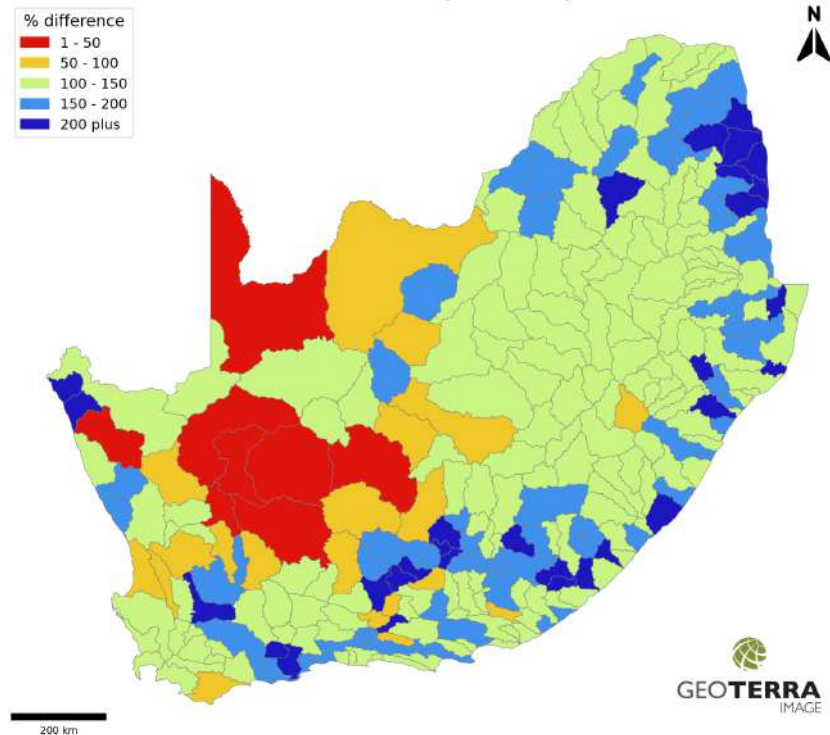 % difference
1 - 50
50 - 100
100 - 150
150 - 200
200 plus
N
GEOTERRA
IMAGE
200 km